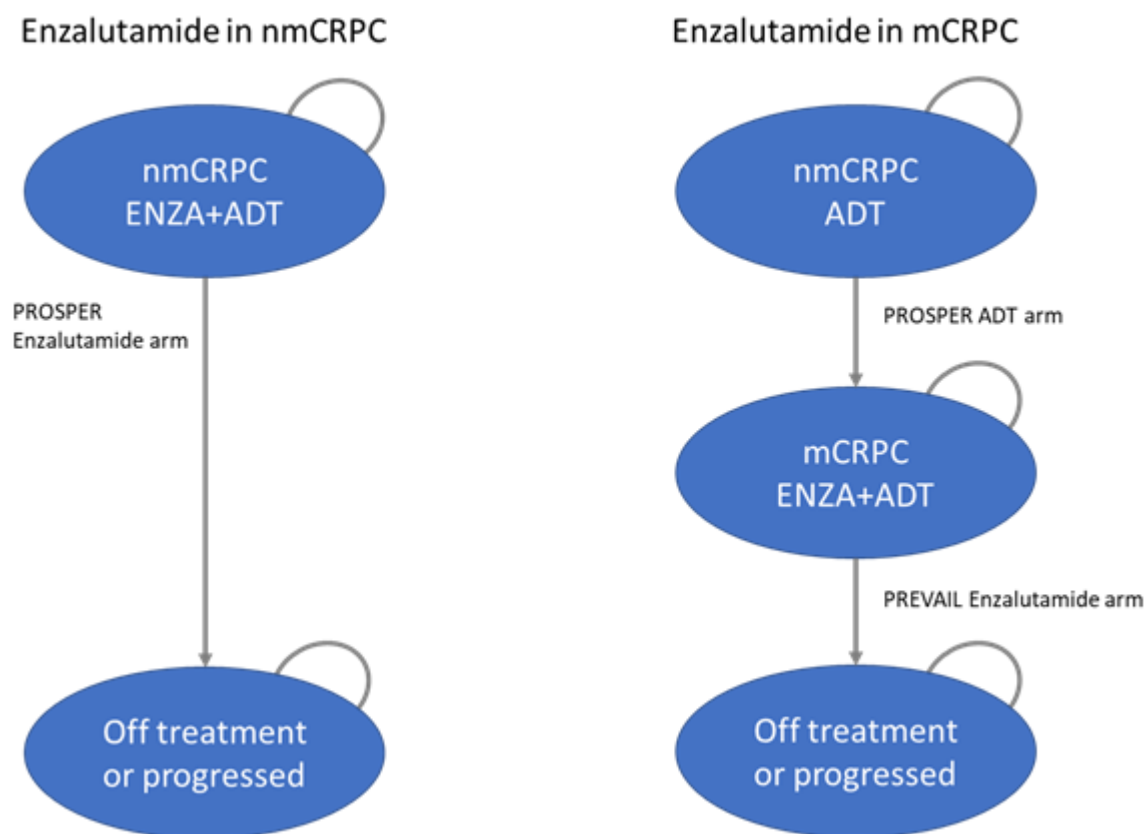 Enzalutamide in nmCRPC
nmCRPC
ENZA+ADT
PROSPER
Enzalutamide arm
Off treatment
or progressed
Enzalutamide in mCRPC
nmCRPC
ADT
PROSPER ADT arm
mCRPC
ENZA+ADT
PREVAIL Enzalutamide arm
Off treatment
or progressed